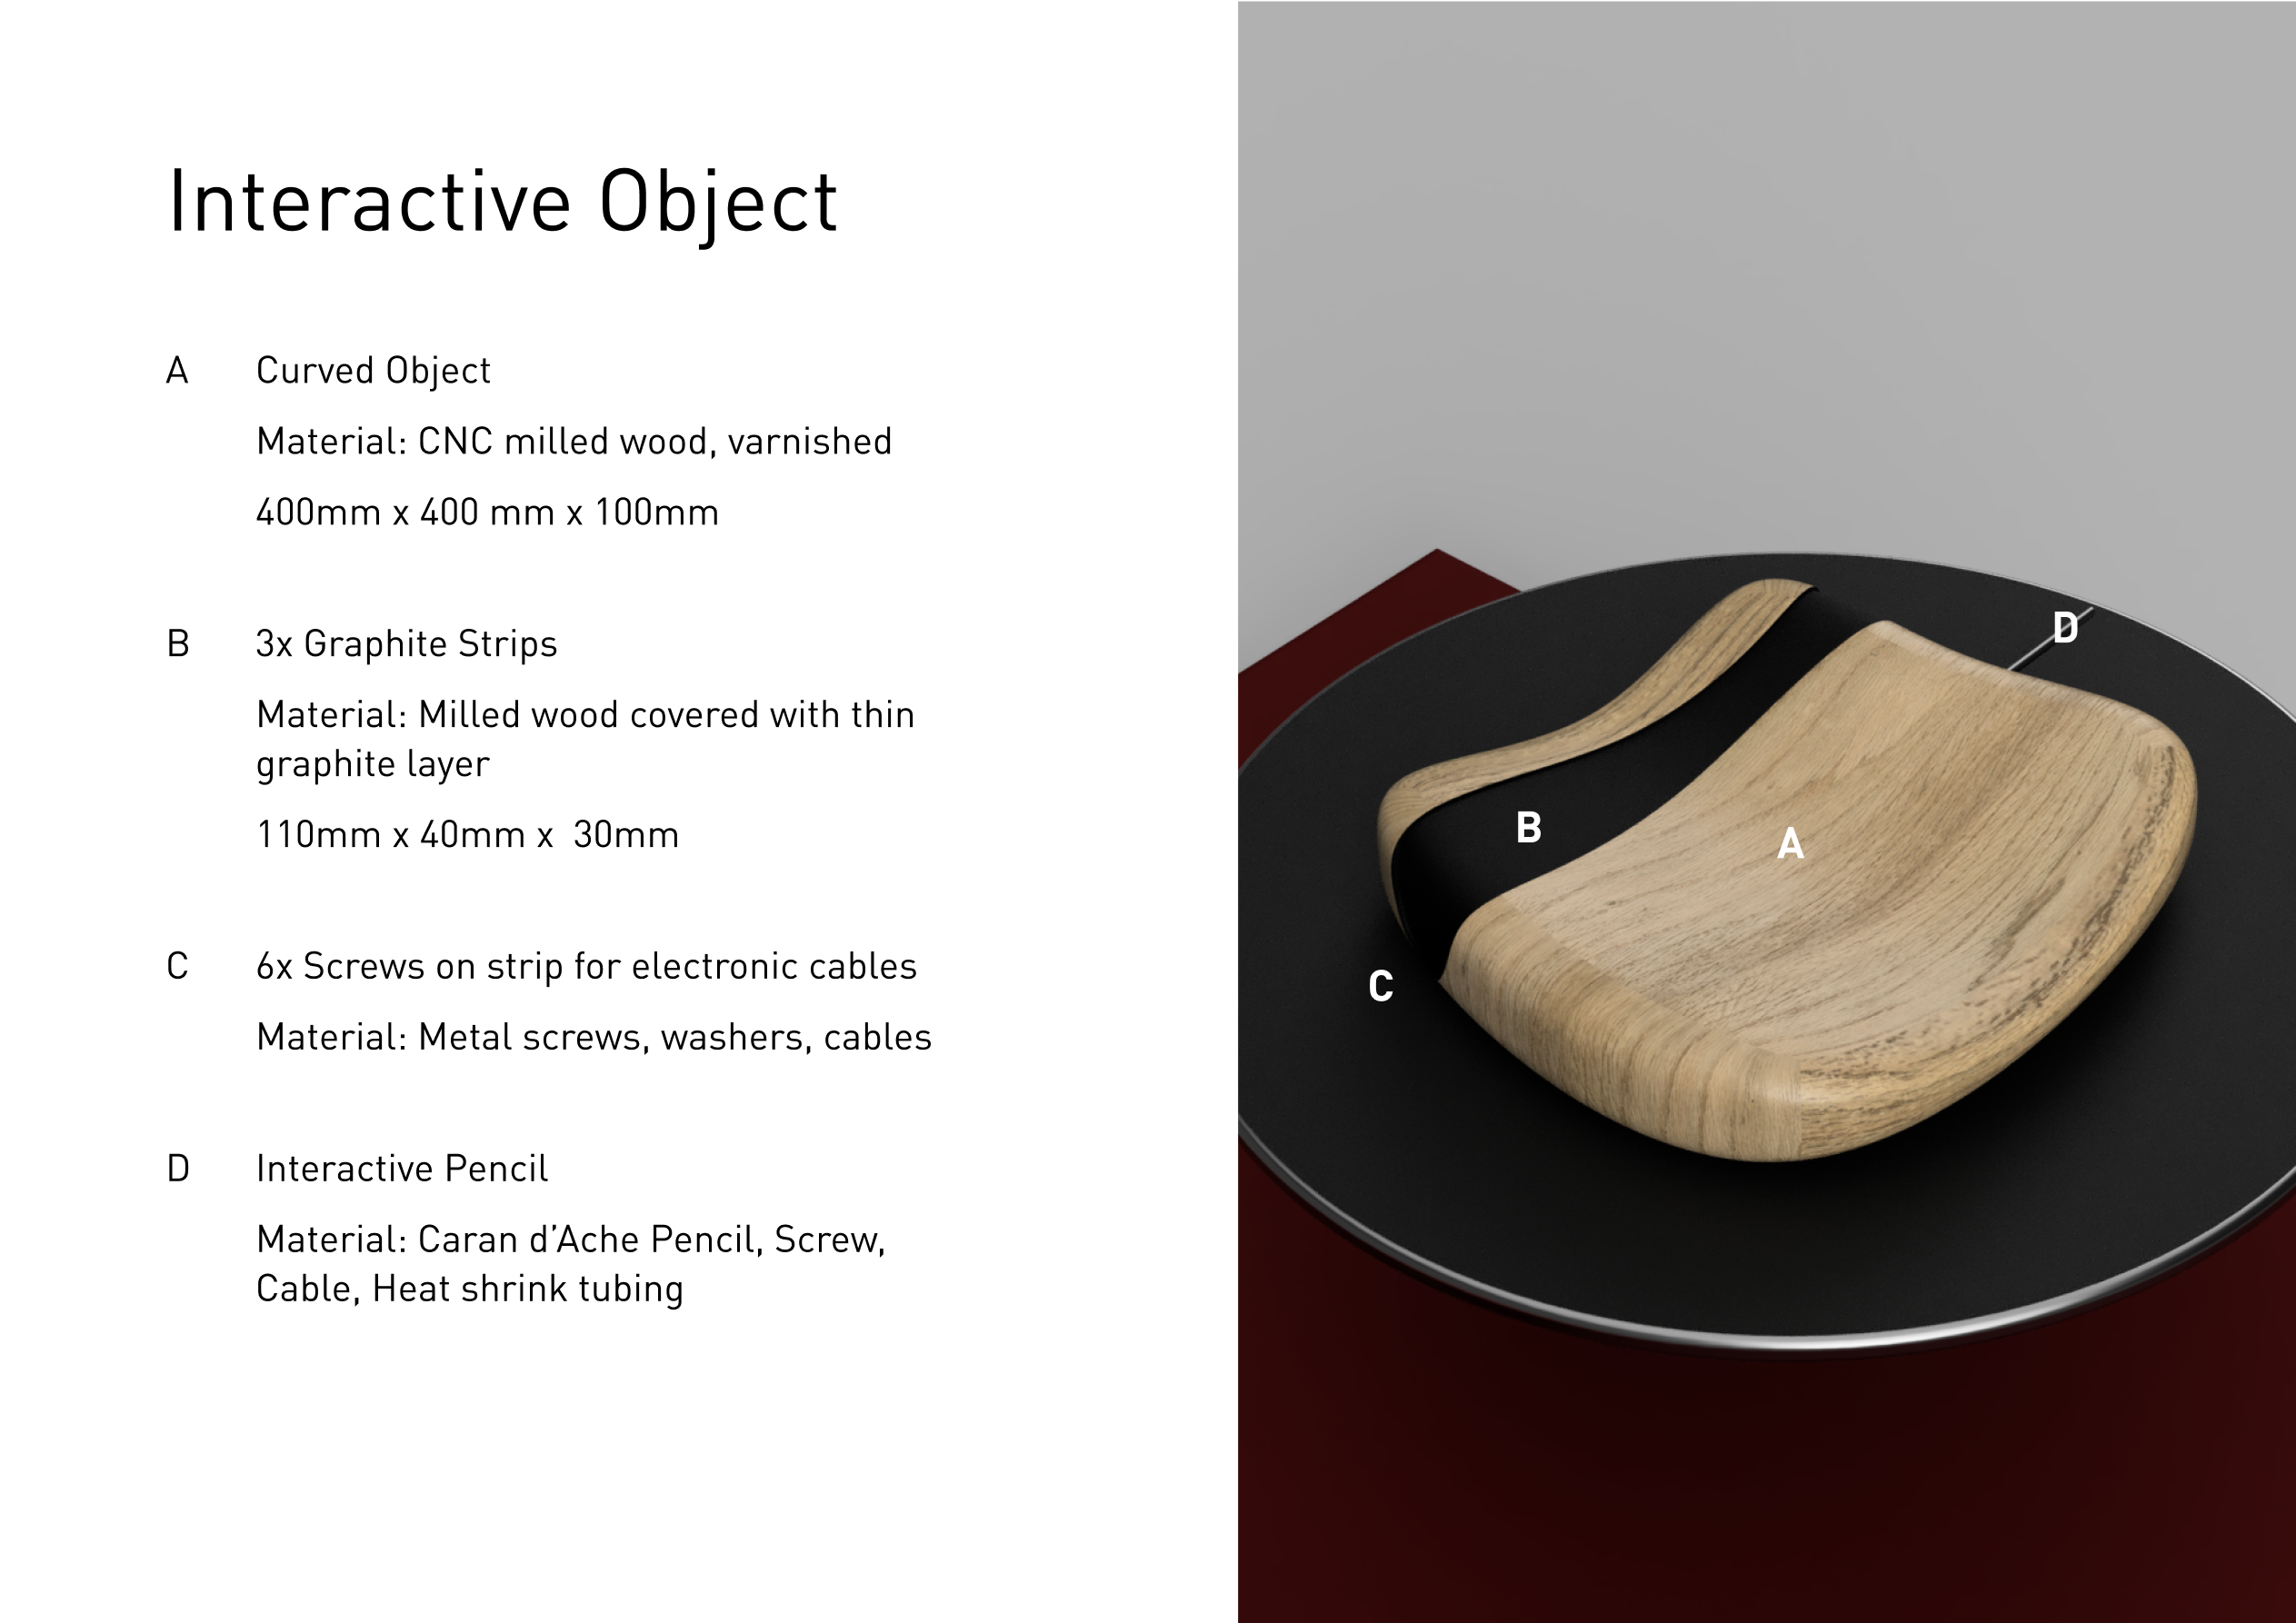 Interactive Object
A Curved Object
Material: CNC milled wood, varnished
400mm x 400 mm x 100mm
B 3x Graphite Strips
Material: Milled wood covered with thin
graphite layer
110mm x 40mm x  30mm
C 6x Screws on strip for electronic cables
Material: Metal screws, washers, cables
D Interactive Pencil
Material: Caran d’Ache Pencil, Screw,
Cable, Heat shrink tubing
D
B
A
C